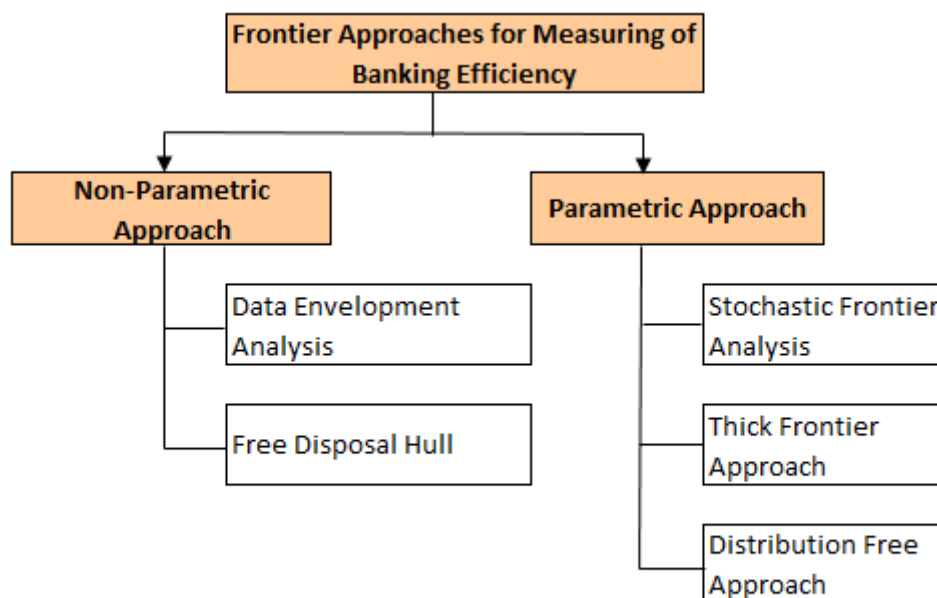 Frontier Approaches for Measuring of
Banking Efficiency
Non-Parametric
Approach
Parametric Approach
Data Envelopment
Analysis
Free Disposal Hull
Stochastic Frontier
Analysis
Thick Frontier
Approach
Distribution Free
Approach